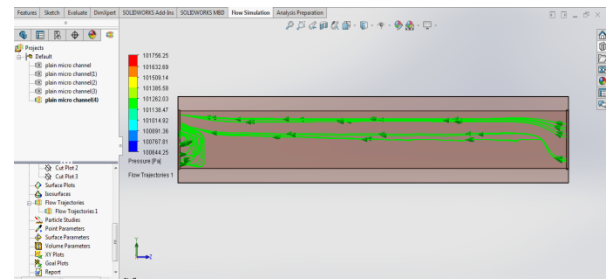 Features Sketch Evaluate DimXpert SOLIDWORKS Add-Ins SOLIDWORKS MBD Flow Simulation Analysis Preparation
Projects
Default
plain micro channel
plain micro channel(1)
plain micro channel(2)
plain micro channel(3)
plain micro channel(4)
Cut Plot 2
Cut Plot 3
Surface Plots
Isosurfaces
Flow Trajectories
Flow Trajectories 1
Particle Studies
Point Parameters
Surface Parameters
Volume Parameters
XY Plots
Goal Plots
Report
101756.25
101632.69
101509.14
101385.58
101262.03
101138.47
101014.92
100891.36
100767.81
100644.25
Pressure [Pa]
Flow Trajectories 1
Y
Z